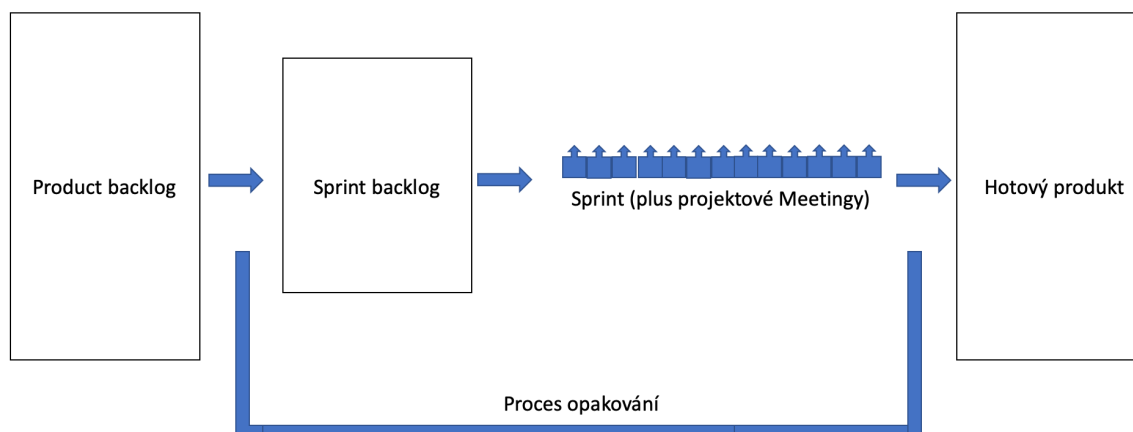 Product backlog
Sprint backlog
Sprint (plus projektové Meetingy)
Hotový produkt
Proces opakování